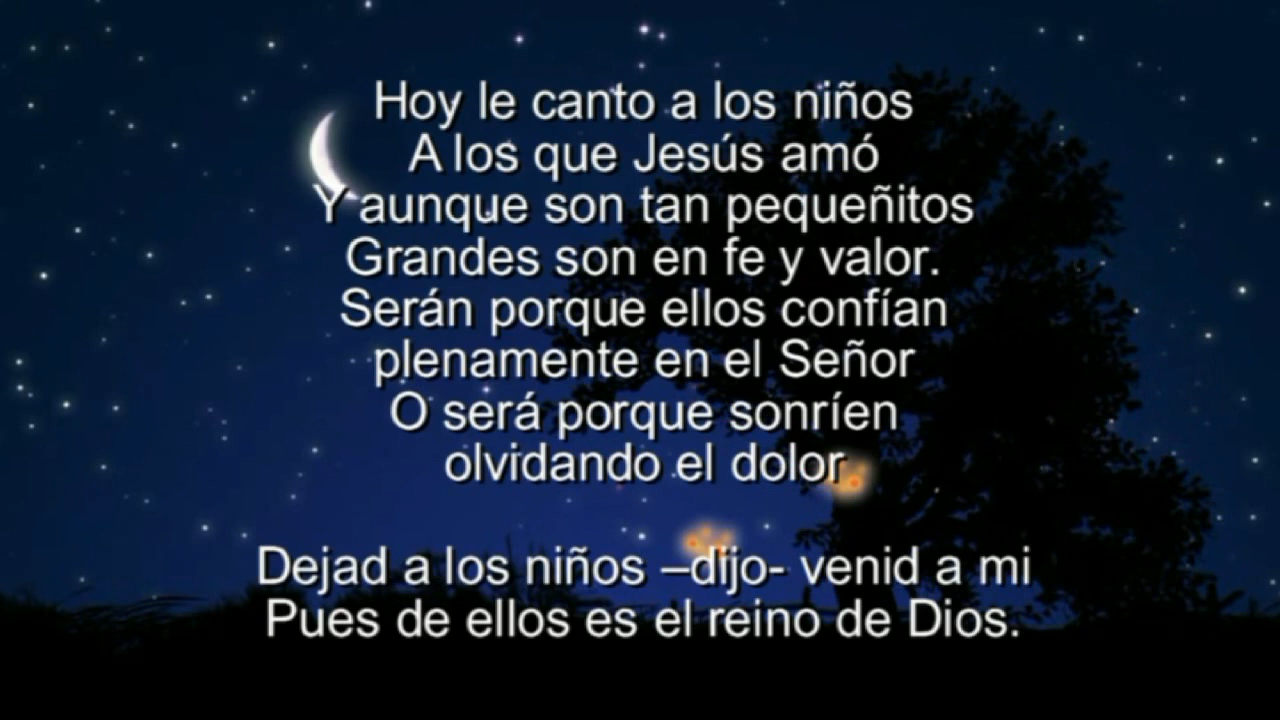 Hoy le canto a los niños
A los que Jesús amó
Y aunque son tan pequeñitos
Grandes son en fe y valor.
Serán porque ellos confían
plenamente en el Señor
O será porque sonríen
olvidando el dolor

Dejad a los niños –dijo- venid a mi
Pues de ellos es el reino de Dios.